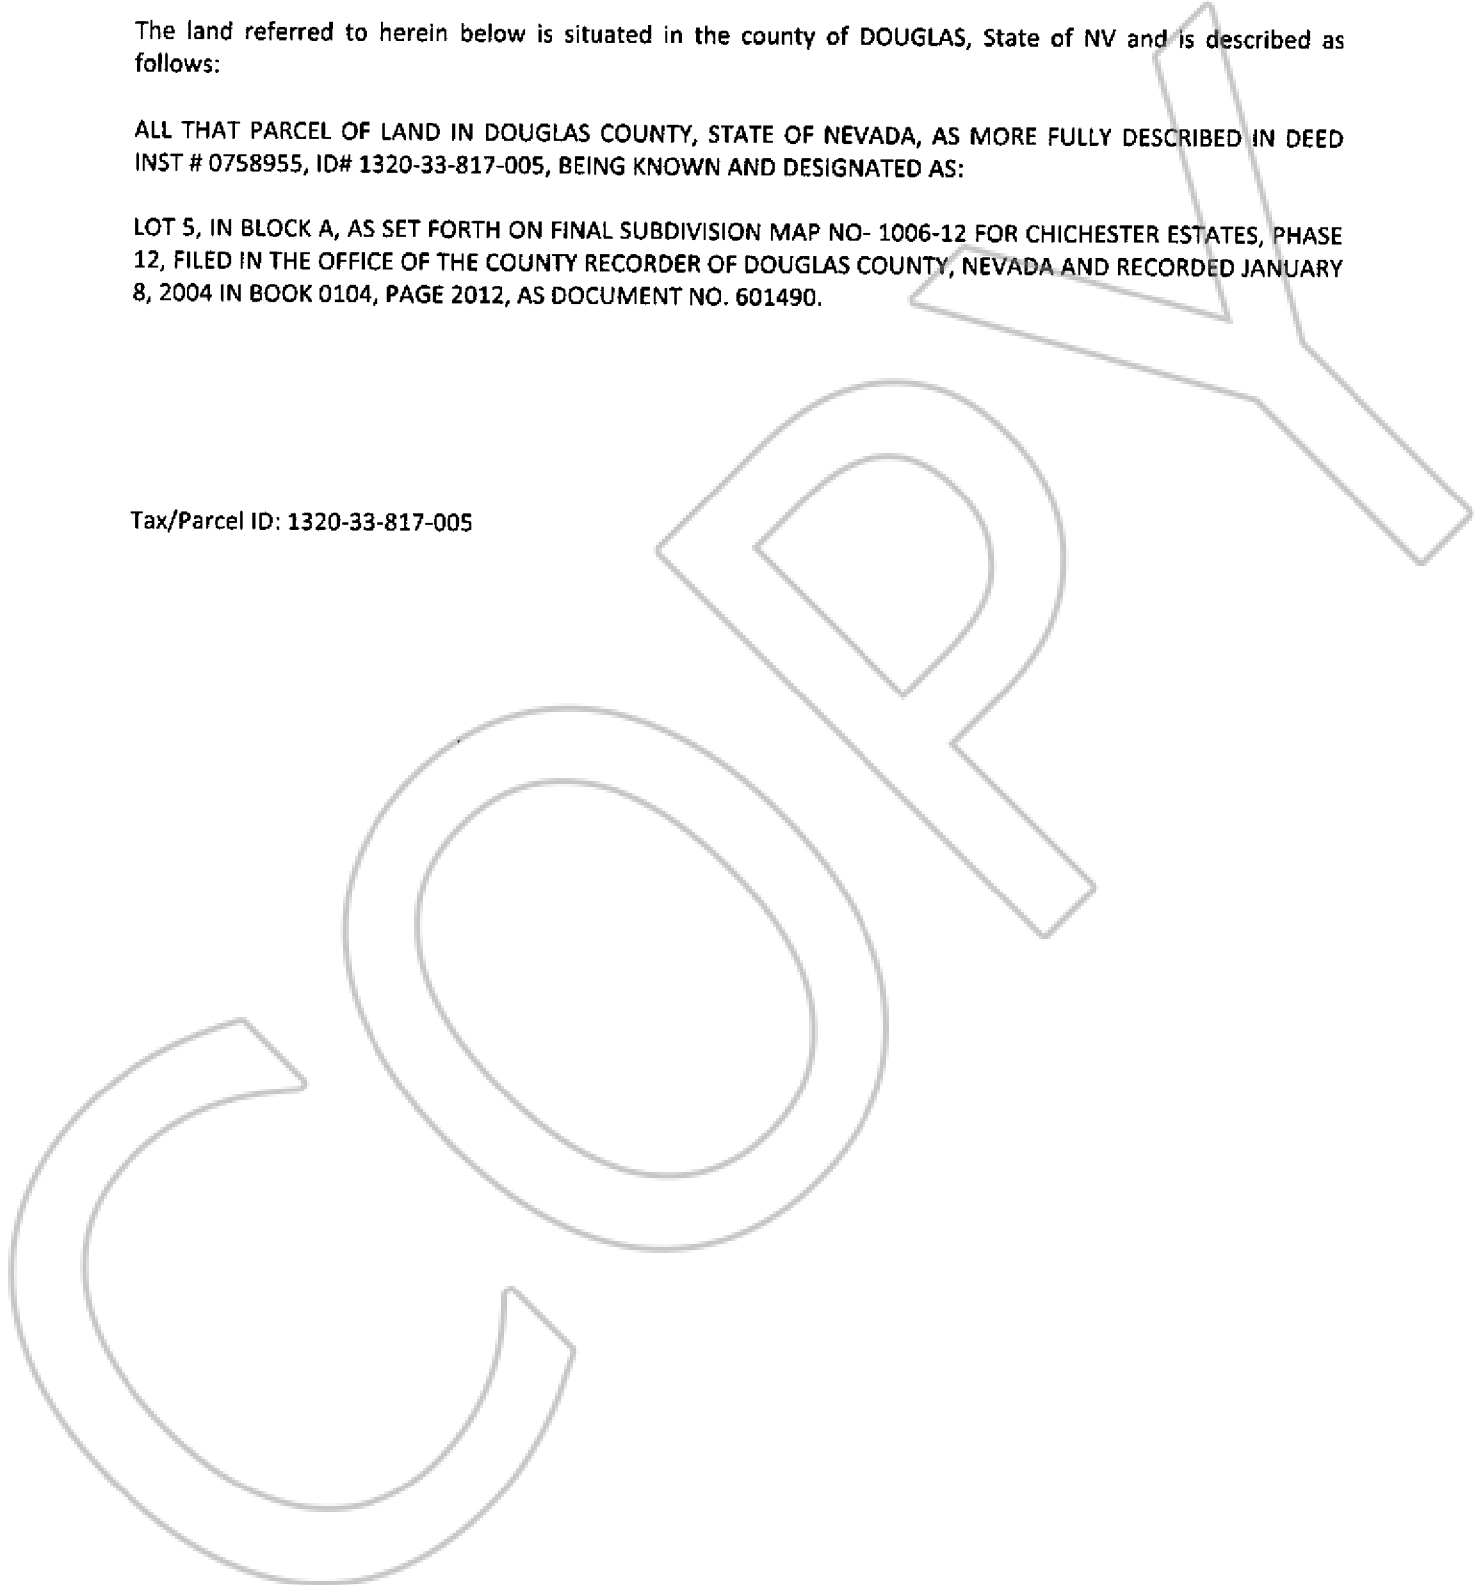 The land referred to herein below is situated in the county of DOUGLAS, State of NV and is described as
follows:
ALL THAT PARCEL OF LAND IN DOUGLAS COUNTY, STATE OF NEVADA, AS MORE FULLY DESCRIBED IN DEED
INST # 0758955, ID# 1320-33-817-005, BEING KNOWN AND DESIGNATED AS:
LOT 5, IN BLOCK A, AS SET FORTH ON FINAL SUBDIVISION MAP NO- 1006-12 FOR CHICHESTER ESTATES, PHASE
12, FILED IN THE OFFICE OF THE COUNTY RECORDER OF DOUGLAS COUNTY, NEVADA AND RECORDED JANUARY
8, 2004 IN BOOK 0104, PAGE 2012, AS DOCUMENT NO. 601490.
Tax/Parcel ID: 1320-33-817-005
COPY